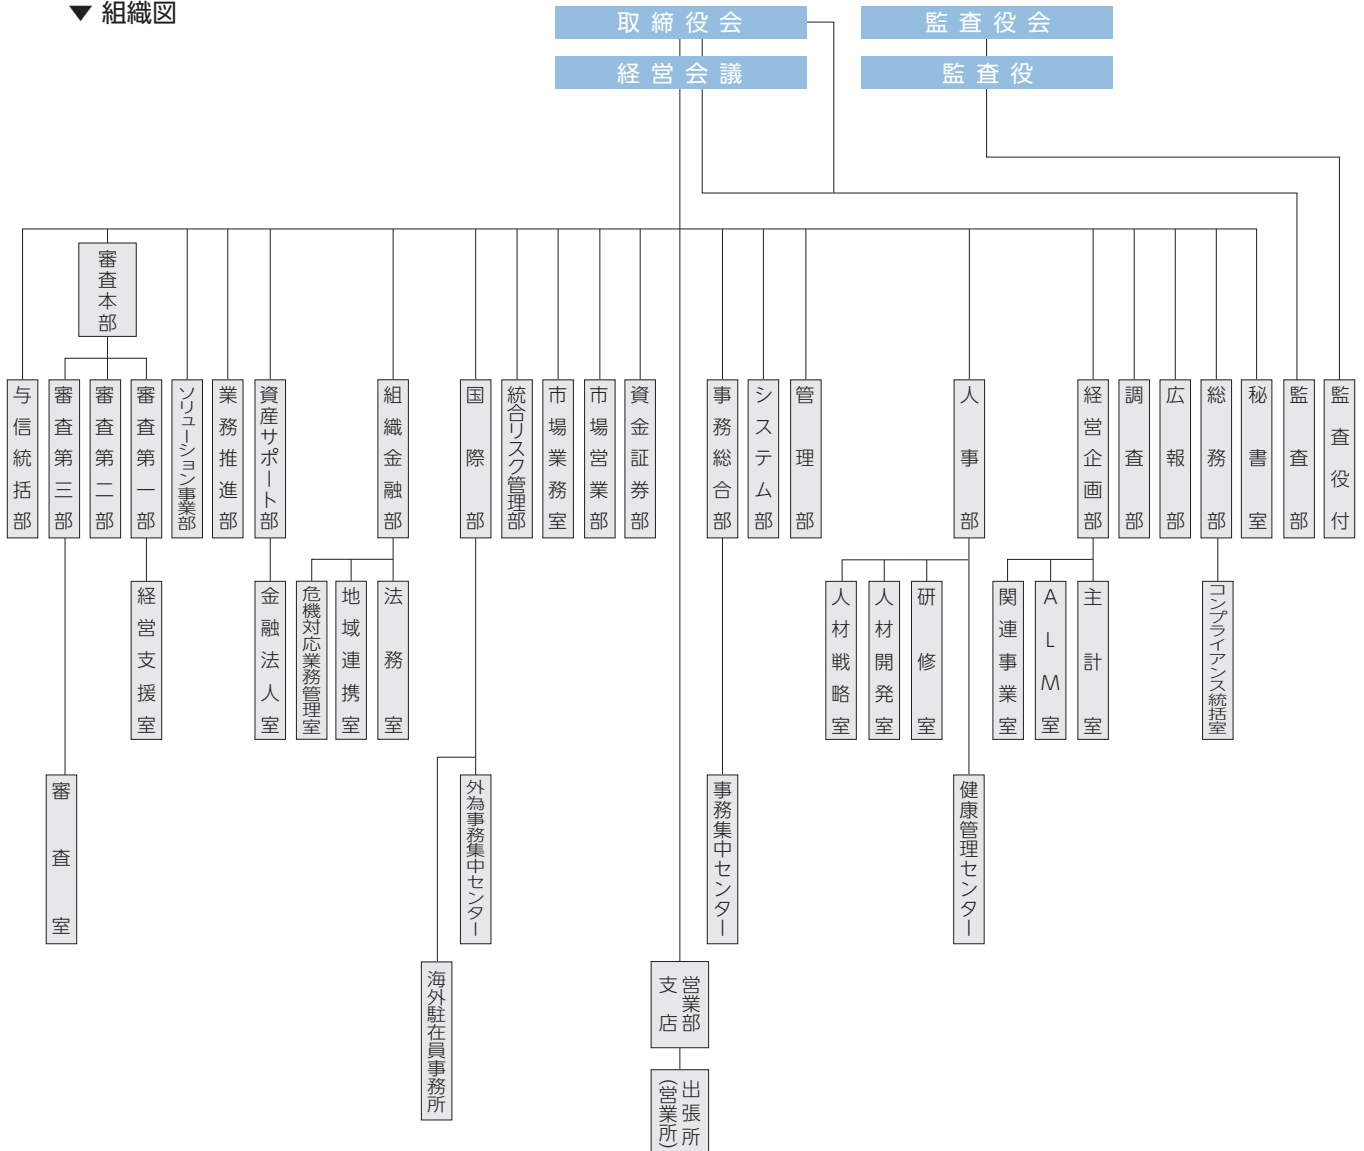 ▼ 組織図
取締役会
監査役会
経営会議
監査役
審査本部
与信統括部
審査第三部
審査第二部
審査第一部
ソリューション事業部
業務推進部
資産サポート部
組織金融部
国際部
統合リスク管理部
市場業務室
市場営業部
資金証券部
事務総合部
システム部
管理部
人事部
経営企画部
調査部
広報部
総務部
秘書室
監査部
監査役付
経営支援室
金融法人室
危機対応業務管理室
地域連携室
法務室
人材戦略室
人材開発室
研修室
関連事業室
ALM室
主計室
コンプライアンス統括室
審査室
外為事務集中センター
事務集中センター
健康管理センター
海外駐在員事務所
営業部
支店
出張所
(営業所)